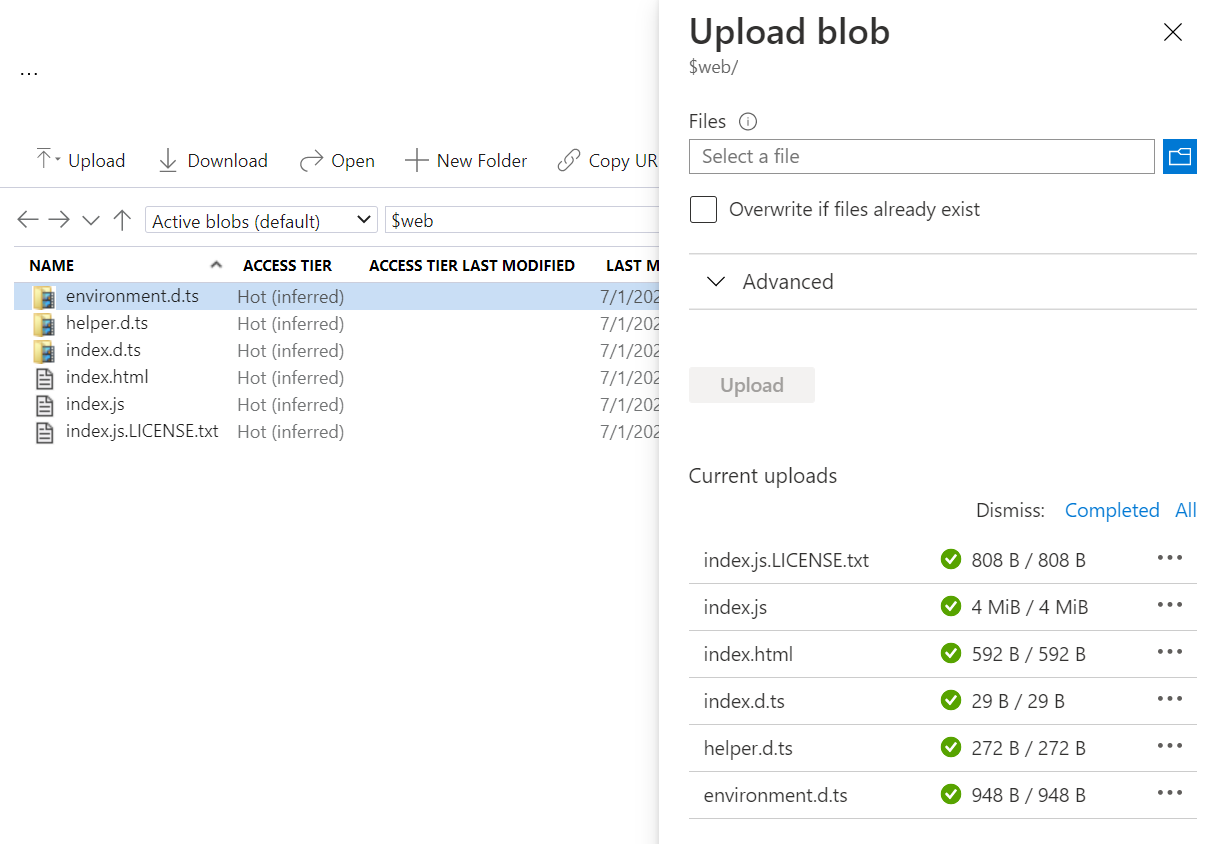 ...
Upload Download Open New Folder Copy UR
Active blobs (default) $web
NAME ACCESS TIER ACCESS TIER LAST MODIFIED LAST M
environment.d.ts Hot (inferred) 7/1/202
helper.d.ts Hot (inferred) 7/1/202
index.d.ts Hot (inferred) 7/1/202
index.html Hot (inferred) 7/1/202
index.js Hot (inferred) 7/1/202
index.js.LICENSE.txt Hot (inferred) 7/1/202
Upload blob
$web/
Files
Select a file
Overwrite if files already exist
Advanced
Upload
Current uploads
Dismiss: Completed All
index.js.LICENSE.txt 808 B / 808 B
index.js 4 MiB / 4 MiB
index.html 592 B / 592 B
index.d.ts 29 B / 29 B
helper.d.ts 272 B / 272 B
environment.d.ts 948 B / 948 B